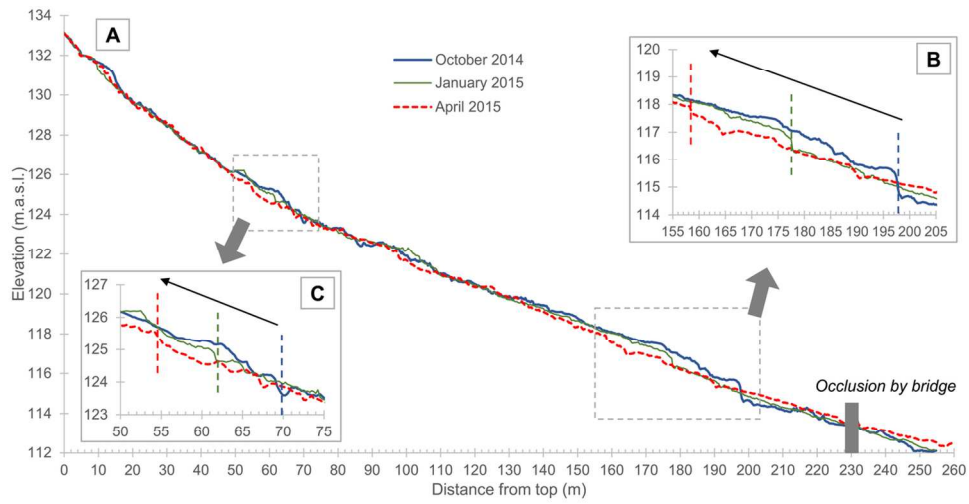 A
October 2014
January 2015
April 2015
B
C
Occlusion by bridge
Elevation (m.a.s.l.)
134
132
130
128
126
124
122
120
118
116
114
112
0 10 20 30 40 50 60 70 80 90 100 110 120 130 140 150 160 170 180 190 200 210 220 230 240 250 260
Distance from top (m)
120
119
118
117
116
115
114
155 160 165 170 175 180 185 190 195 200 205
127
126
125
124
123
50 55 60 65 70 75